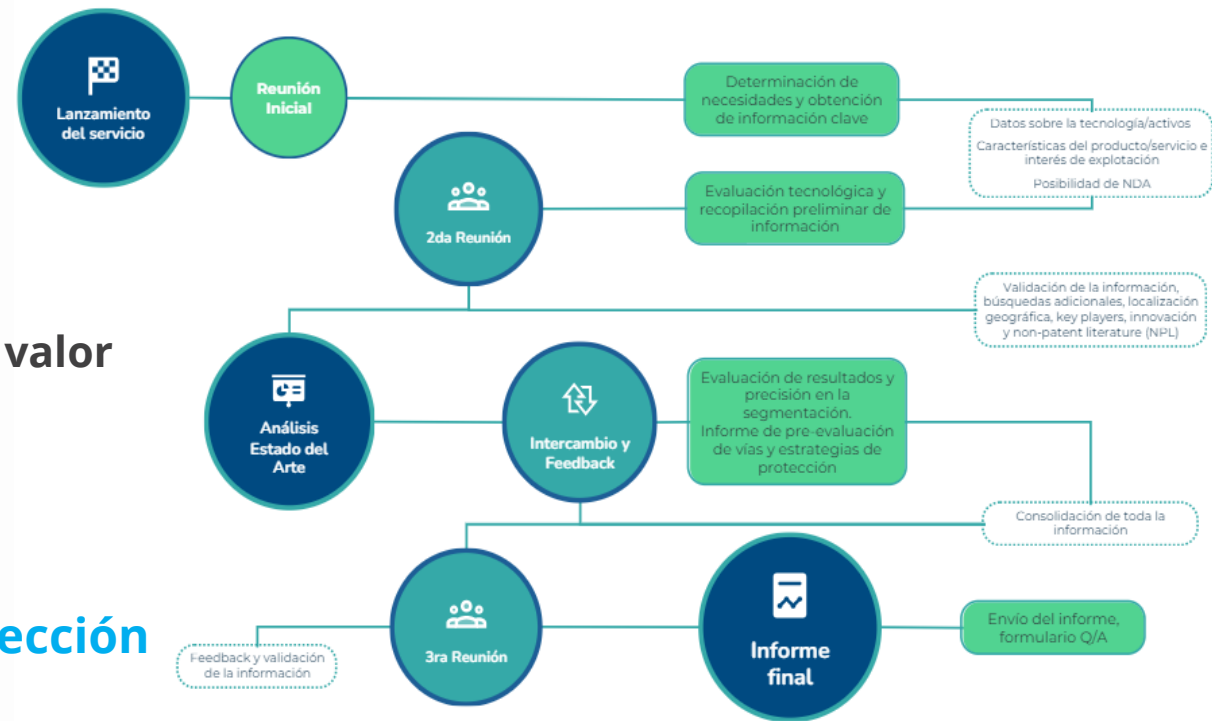 Lanzamiento
del servicio
Reunión
Inicial
Determinación de
necesidades y obtención
de información clave
Datos sobre la tecnología/activos
Características del producto/servicio e
interés de explotación
Posibilidad de NDA
2da Reunión
Evaluación tecnológica y
recopilación preliminar de
información
Validación de la información,
búsquedas adicionales, localización
geográfica, key players, innovación
y non-patent literature (NPL)
valor
Análisis
Estado del
Arte
Intercambio y
Feedback
Evaluación de resultados y
precisión en la
segmentación.
Informe de pre-evaluación
de vías y estrategias de
protección
Consolidación de toda la
información
ección
Feedback y validación
de la información
3ra Reunión
Informe
final
Envío del informe,
formulario Q/A